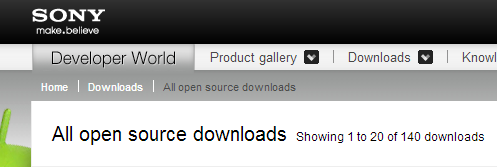 SONY
make.believe
Developer World Product gallery Downloads Knowl
Home Downloads All open source downloads
All open source downloads Showing 1 to 20 of 140 downloads